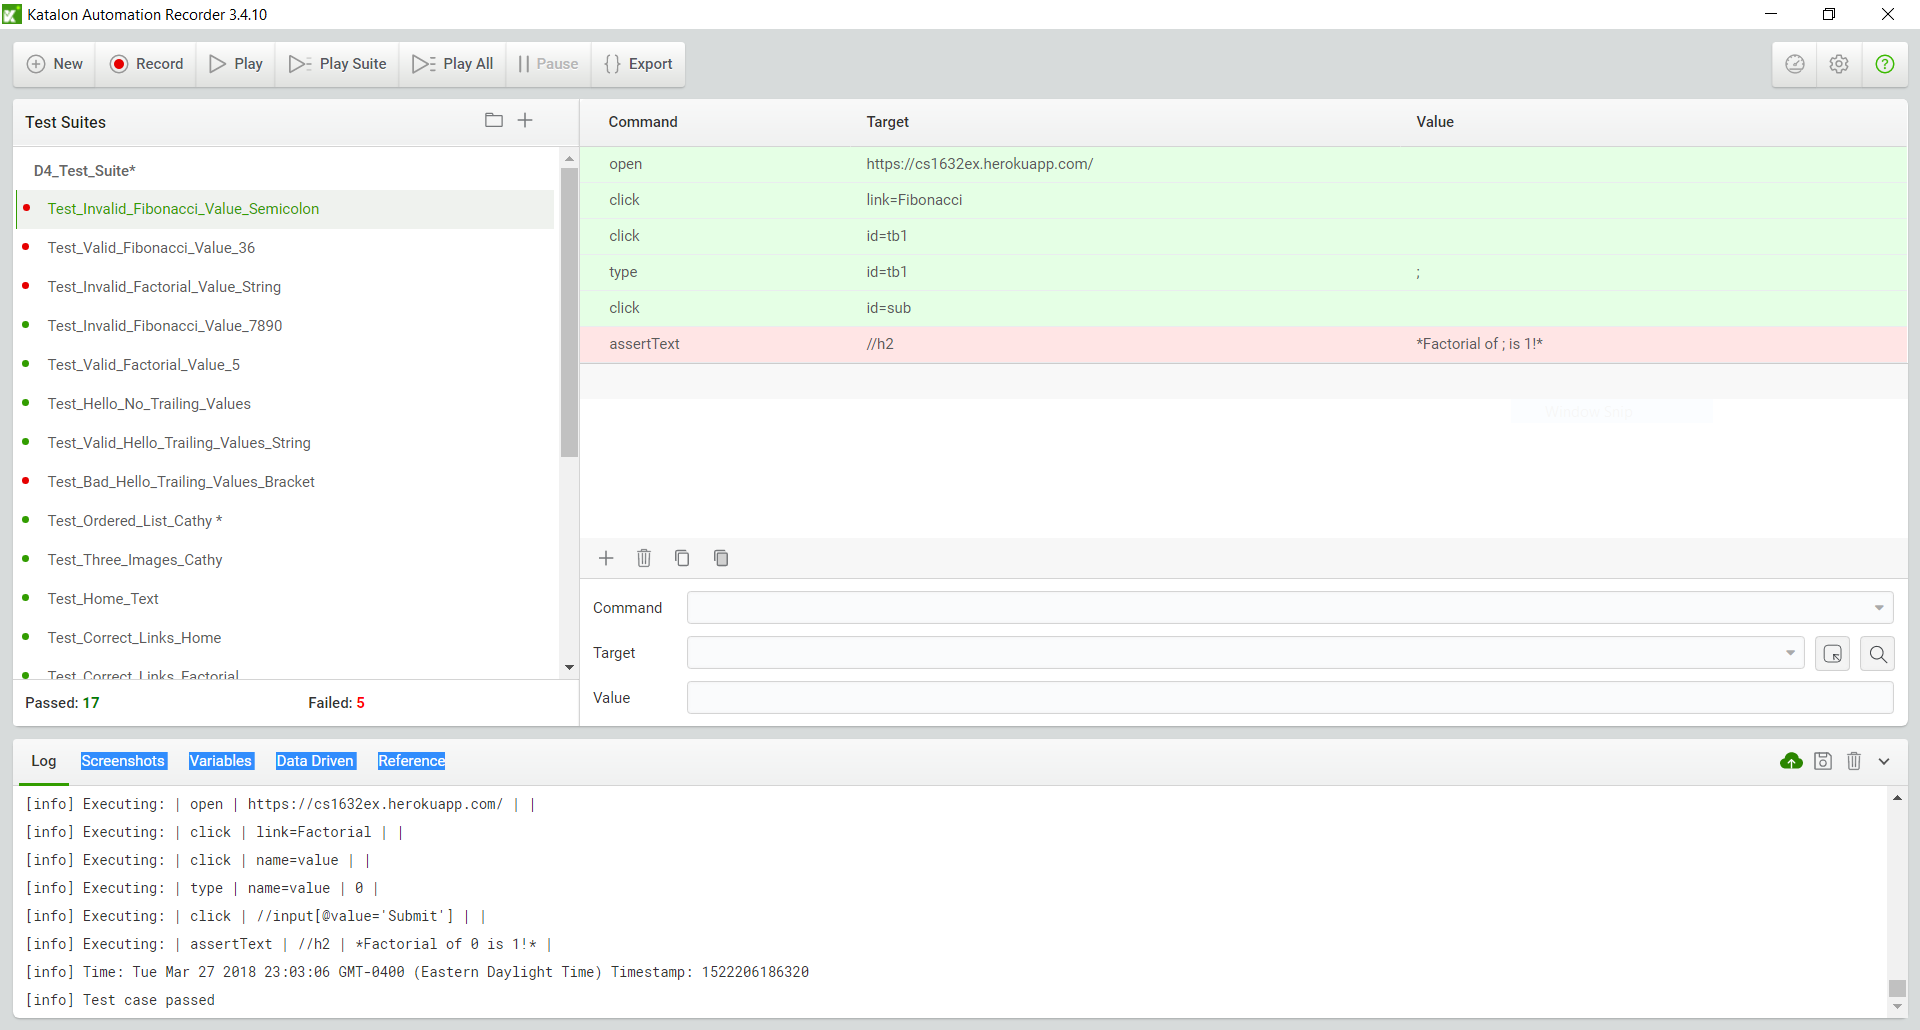 Katalon Automation Recorder 3.4.10
New Record Play Play Suite Play All Pause Export
Test Suites
D4_Test_Suite*
Test_Invalid_Fibonacci_Value_Semicolon
Test_Valid_Fibonacci_Value_36
Test_Invalid_Factorial_Value_String
Test_Invalid_Fibonacci_Value_7890
Test_Valid_Factorial_Value_5
Test_Hello_No_Trailing_Values
Test_Valid_Hello_Trailing_Values_String
Test_Bad_Hello_Trailing_Values_Bracket
Test_Ordered_List_Cathy *
Test_Three_Images_Cathy
Test_Home_Text
Test_Correct_Links_Home
Test_Correct_Links_Factorial
Passed: 17 Failed: 5
Command Target Value
open https://cs1632ex.herokuapp.com/
click link=Fibonacci
click id=tb1
type id=tb1 ;
click id=sub
assertText //h2 *Factorial of ; is 1!*
Window Snip
Command
Target
Value
Log Screenshots Variables Data Driven Reference
[info] Executing: | open | https://cs1632ex.herokuapp.com/ | |
[info] Executing: | click | link=Factorial | |
[info] Executing: | click | name=value | |
[info] Executing: | type | name=value | 0 |
[info] Executing: | click | //input[@value='Submit'] | |
[info] Executing: | assertText | //h2 | *Factorial of 0 is 1!* |
[info] Time: Tue Mar 27 2018 23:03:06 GMT-0400 (Eastern Daylight Time) Timestamp: 1522206186320
[info] Test case passed